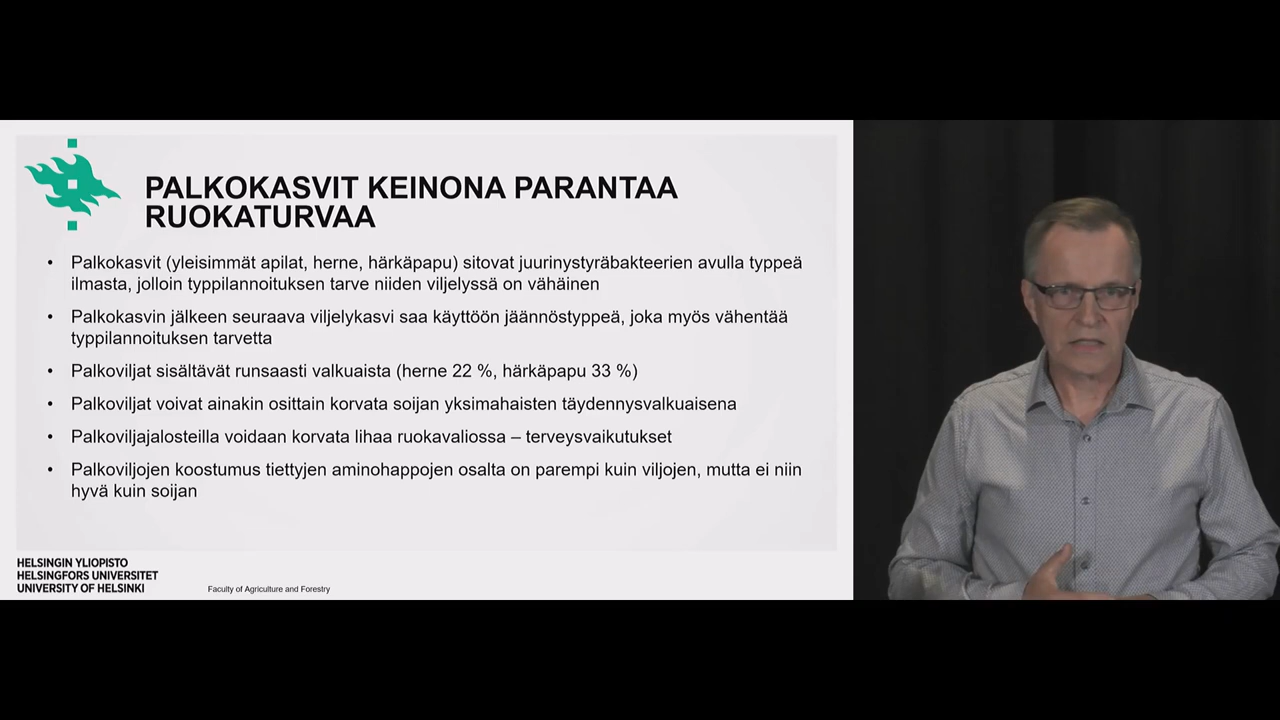 PALKOKASVIT KEINONA PARANTAA
RUOKATURVAA
• Palkokasvit (yleisimmät apilat, herne, härkäpapu) sitovat juurinystyräbakteerien avulla typpeä
ilmasta, jolloin typpilannoituksen tarve niiden viljelyssä on vähäinen
• Palkokasvin jälkeen seuraava viljelykasvi saa käyttöön jäännöstyppeä, joka myös vähentää
typpilannoituksen tarvetta
• Palkoviljat sisältävät runsaasti valkuaista (herne 22 %, härkäpapu 33 %)
• Palkoviljat voivat ainakin osittain korvata soijan yksimahaisten täydennysvalkuaisena
• Palkoviljajalosteilla voidaan korvata lihaa ruokavaliossa – terveysvaikutukset
• Palkoviljojen koostumus tiettyjen aminohappojen osalta on parempi kuin viljojen, mutta ei niin
hyvä kuin soijan
HELSINGIN YLIOPISTO
HELSINGFORS UNIVERSITET
UNIVERSITY OF HELSINKI
Faculty of Agriculture and Forestry